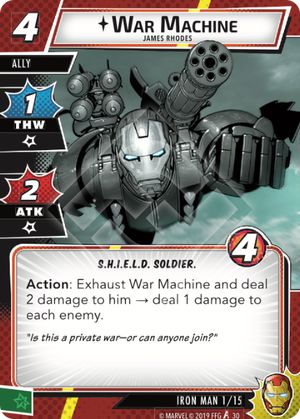 4
War Machine
JAMES RHODES
ALLY
1
THW
2
ATK
4
S.H.I.E.L.D. SOLDIER.
Action: Exhaust War Machine and deal
2 damage to him → deal 1 damage to
each enemy.
"Is this a private war—or can anyone join?"
IRON MAN 1/15
© MARVEL © 2019 FFG A 30